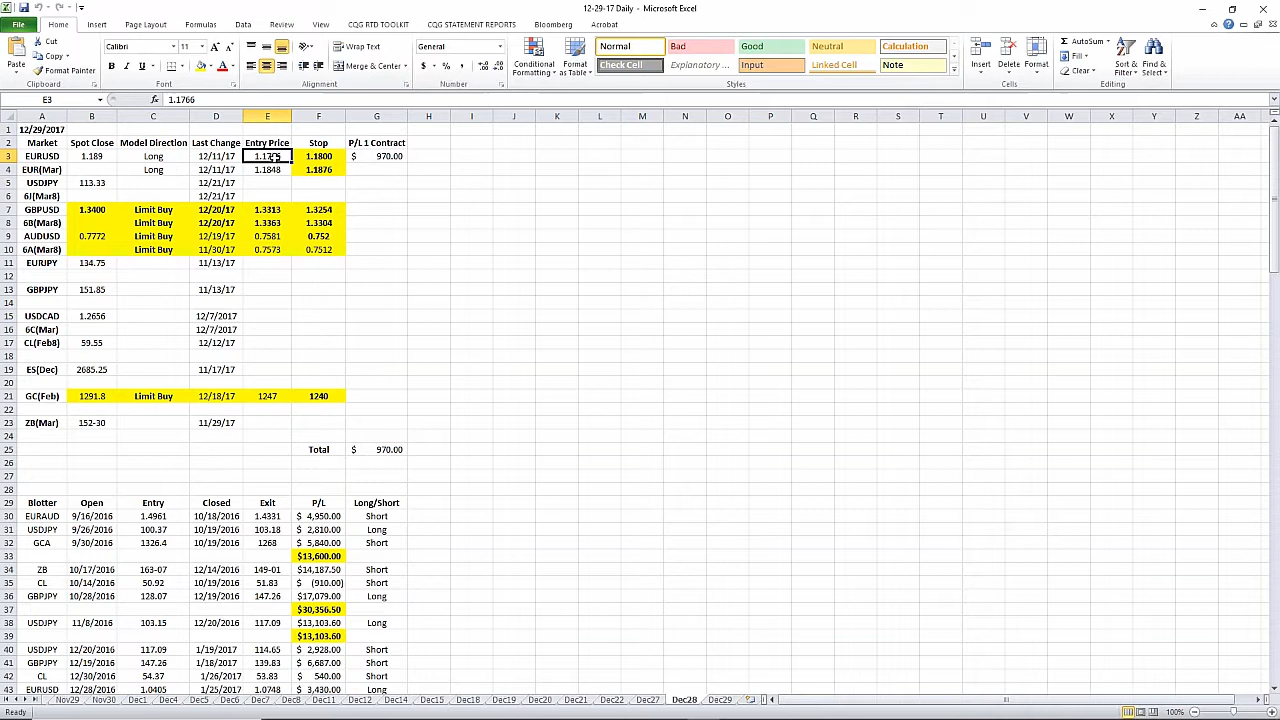 12-29-17 Daily - Microsoft Excel
File Home Insert Page Layout Formulas Data Review View CQG RTD TOOLKIT CQG STATEMENT REPORTS Bloomberg Acrobat
Paste Cut Copy Format Painter Clipboard
Calibri 11 Font
Wrap Text Merge & Center Alignment
General Number
Conditional Formatting Format as Table
Normal Bad Good Neutral Calculation
Check Cell Explanatory ... Input Linked Cell Note
Styles
Insert Delete Format Cells
AutoSum Fill Clear Sort & Filter Find & Select Editing
E3 fx 1.1766
A B C D E F G H I J K L M N O P Q R S T U V W X Y Z AA
1 12/29/2017
2 Market Spot Close Model Direction Last Change Entry Price Stop P/L 1 Contract
3 EURUSD 1.189 Long 12/11/17 1.1800 $ 970.00
4 EUR(Mar) Long 12/11/17 1.1848 1.1876
5 USDJPY 113.33 12/21/17
6 6J(Mar8) 12/21/17
7 GBPUSD 1.3400 Limit Buy 12/20/17 1.3313 1.3254
8 6B(Mar8) Limit Buy 12/20/17 1.3363 1.3304
9 AUDUSD 0.7772 Limit Buy 12/19/17 0.7581 0.752
10 6A(Mar8) Limit Buy 11/30/17 0.7573 0.7512
11 EURJPY 134.75 11/13/17
12
13 GBPJPY 151.85 11/13/17
14
15 USDCAD 1.2656 12/7/2017
16 6C(Mar) 12/7/2017
17 CL(Feb8) 59.55 12/12/17
18
19 ES(Dec) 2685.25 11/17/17
20
21 GC(Feb) 1291.8 Limit Buy 12/18/17 1247 1240
22
23 ZB(Mar) 152-30 11/29/17
24
25 Total $ 970.00
26
27
28
29 Blotter Open Entry Closed Exit P/L Long/Short
30 EURAUD 9/16/2016 1.4961 10/18/2016 1.4331 $ 4,950.00 Short
31 USDJPY 9/26/2016 100.37 10/19/2016 103.18 $ 2,810.00 Long
32 GCA 9/30/2016 1326.4 10/19/2016 1268 $ 5,840.00 Short
33 $13,600.00
34 ZB 10/17/2016 163-07 12/14/2016 149-01 $14,187.50 Short
35 CL 10/14/2016 50.92 10/19/2016 51.83 $ (910.00) Short
36 GBPJPY 10/28/2016 128.07 12/19/2016 147.26 $17,079.00 Long
37 $30,356.50
38 USDJPY 11/8/2016 103.15 12/20/2016 117.09 $13,103.60 Long
39 $13,103.60
40 USDJPY 12/20/2016 117.09 1/19/2017 114.65 $ 2,928.00 Short
41 GBPJPY 12/19/2016 147.26 1/18/2017 139.83 $ 6,687.00 Short
42 CL 12/30/2016 54.37 1/19/2017 53.83 $ 540.00 Short
43 EURUSD 12/28/2016 1.0405 1/25/2017 1.0748 $ 3,430.00 Long
Nov29 Nov30 Dec1 Dec4 Dec5 Dec6 Dec7 Dec12 Dec14 Dec15 Dec18 Dec19 Dec20 Dec21 Dec22 Dec27 Dec28 Dec29
Ready 100%